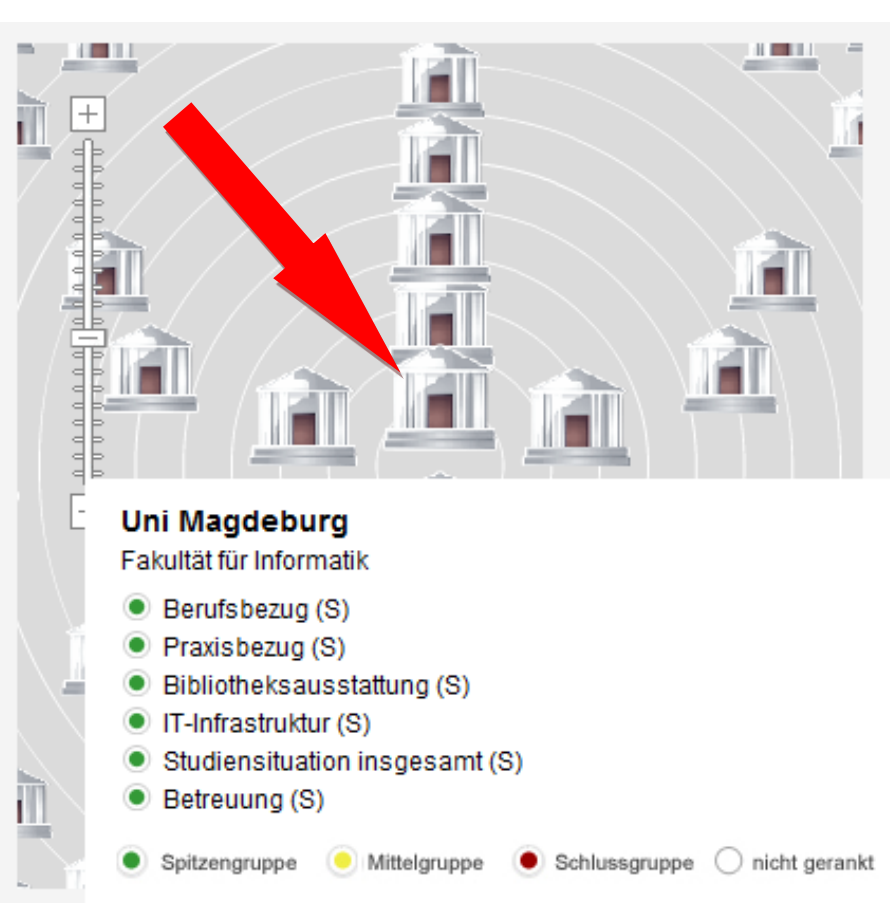 Uni Magdeburg
Fakultät für Informatik
Berufsbezug (S)
Praxisbezug (S)
Bibliotheksausstattung (S)
IT-Infrastruktur (S)
Studiensituation insgesamt (S)
Betreuung (S)
Spitzengruppe Mittelgruppe Schlussgruppe nicht gerankt